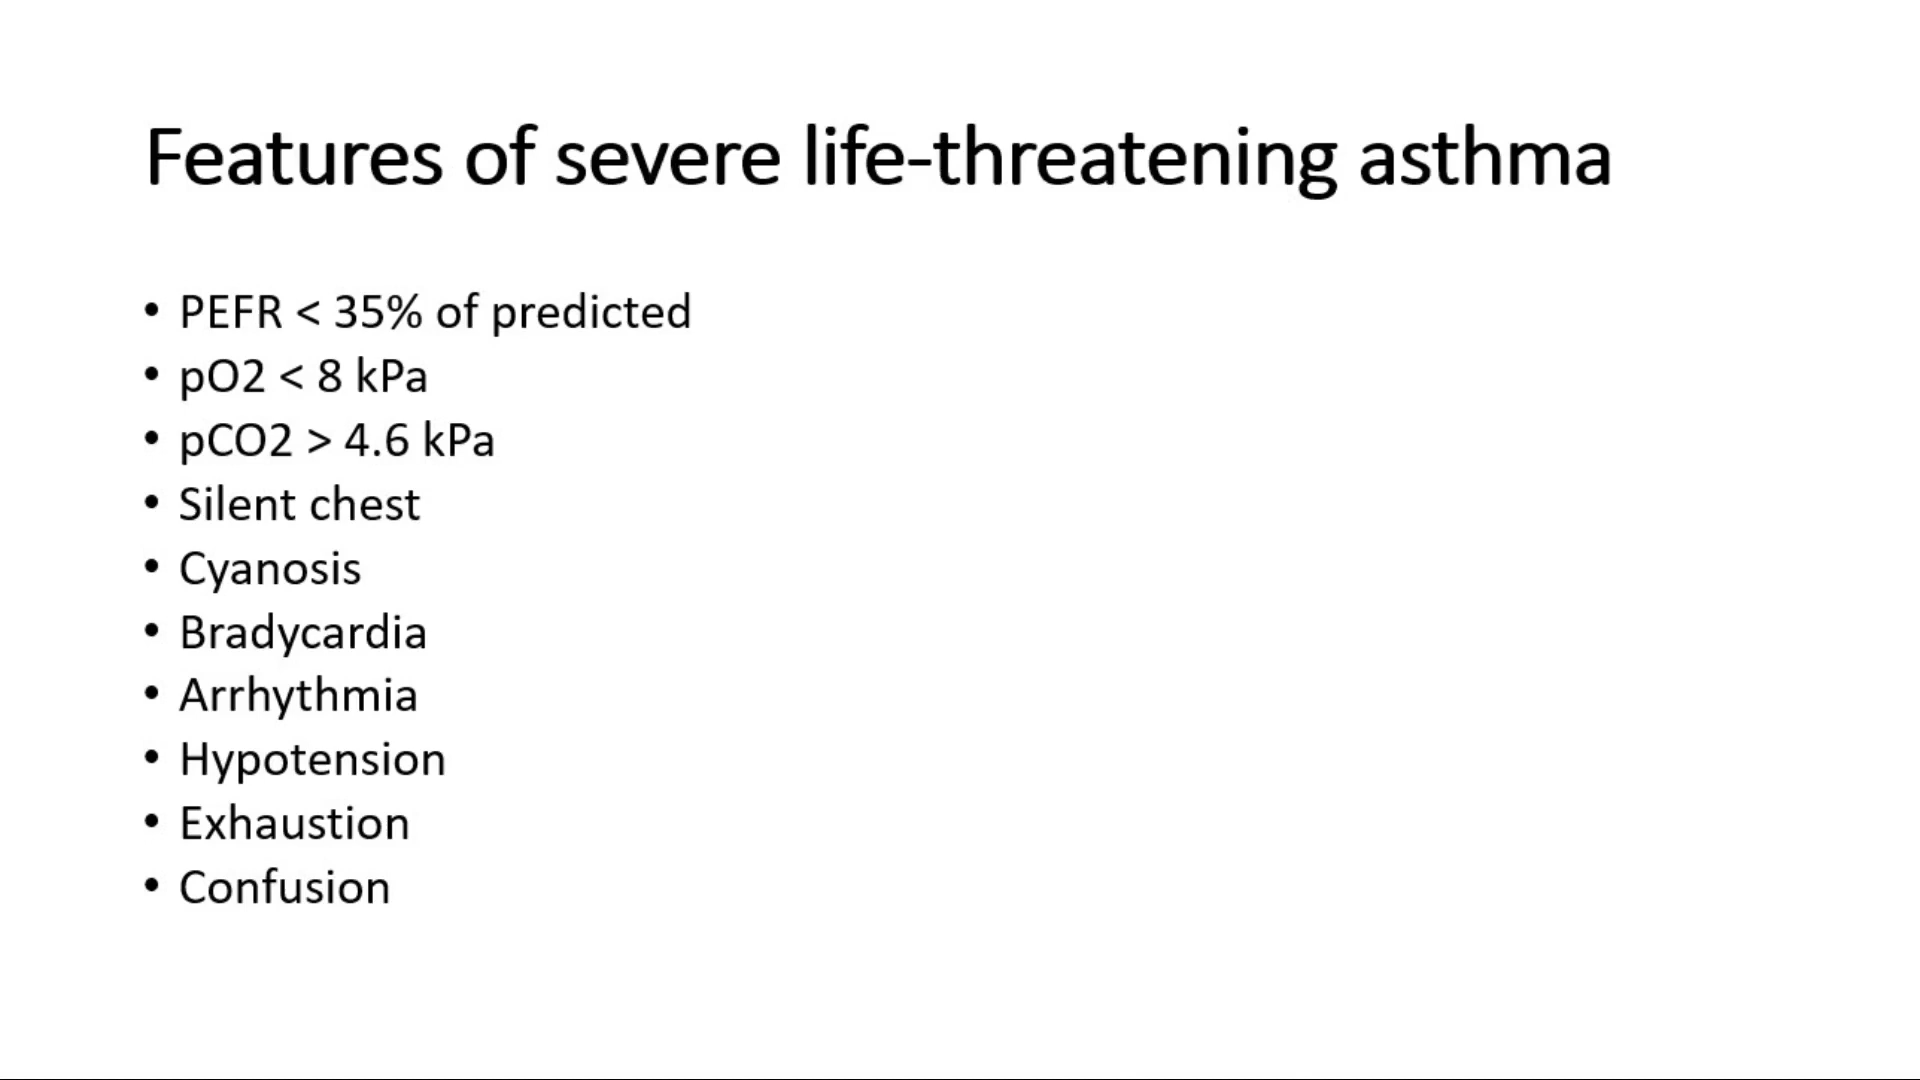 Features of severe life-threatening asthma
• PEFR < 35% of predicted
• pO2 < 8 kPa
• pCO2 > 4.6 kPa
• Silent chest
• Cyanosis
• Bradycardia
• Arrhythmia
• Hypotension
• Exhaustion
• Confusion